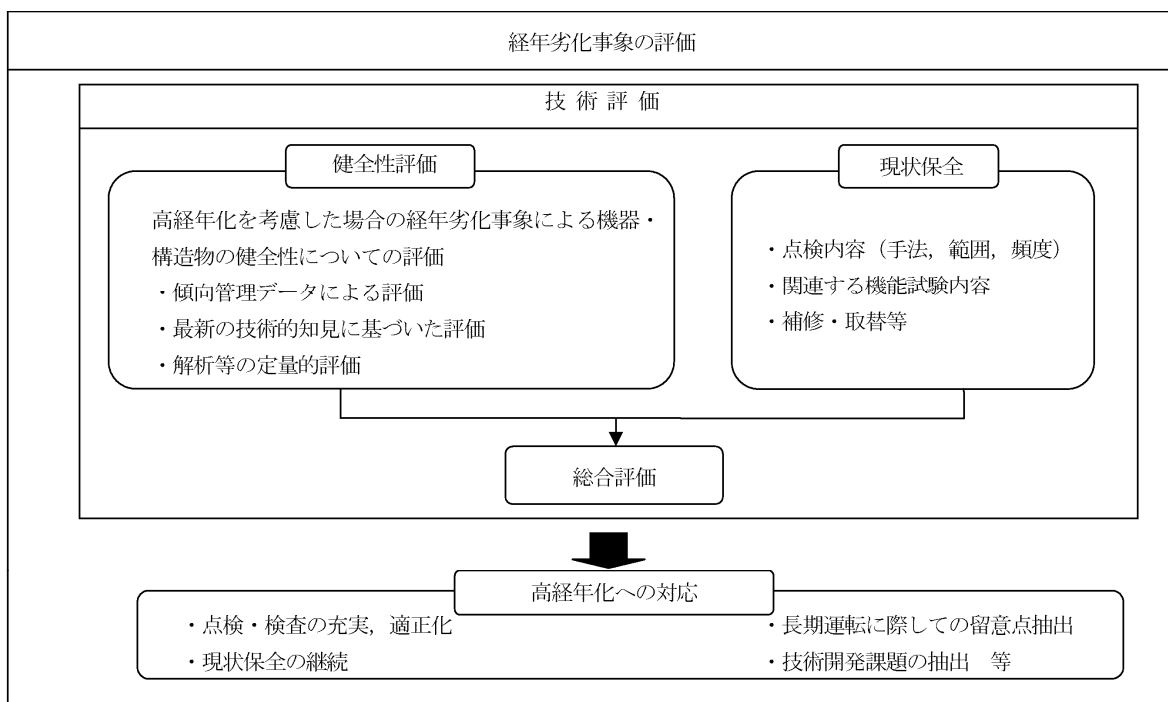 経年劣化事象の評価
技術評価
健全性評価
高経年化を考慮した場合の経年劣化事象による機器・
構造物の健全性についての評価
・傾向管理データによる評価
・最新の技術的知見に基づいた評価
・解析等の定量的評価
現状保全
・点検内容（手法，範囲，頻度）
・関連する機能試験内容
・補修・取替等
総合評価
高経年化への対応
・点検・検査の充実，適正化
・現状保全の継続
・長期運転に際しての留意点抽出
・技術開発課題の抽出　等